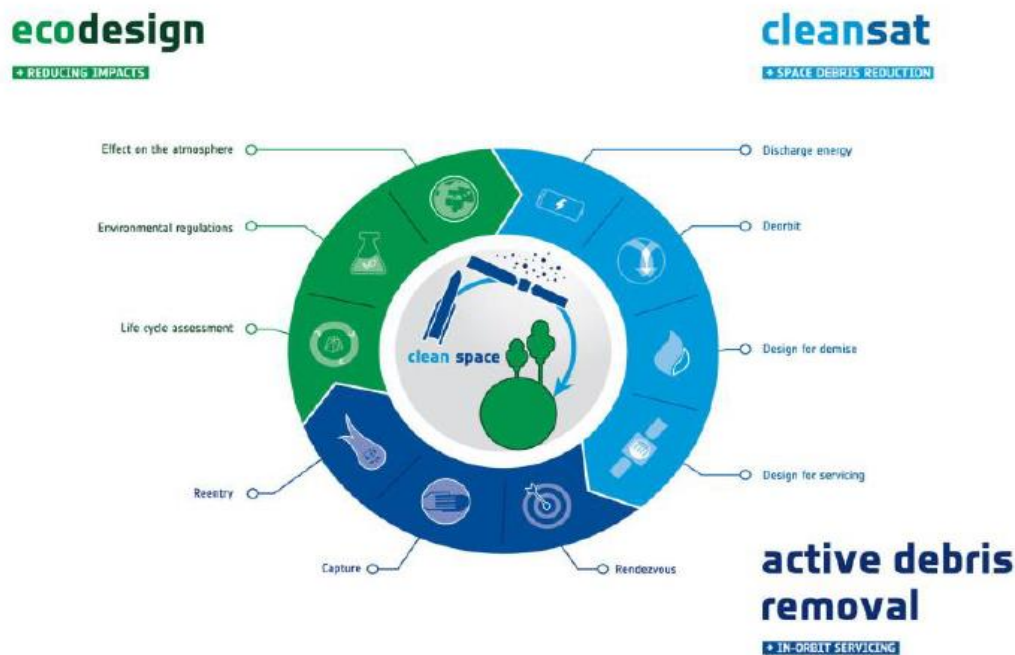 ecodesign
+ REDUCING IMPACTS
cleansat
+ SPACE DEBRIS REDUCTION
Effect on the atmosphere
Environmental regulations
Life cycle assessment
Reentry
Capture
Discharge energy
Deorbit
Design for demise
Design for servicing
Rendezvous
clean space
active debris
removal
+ IN-ORBIT SERVICING